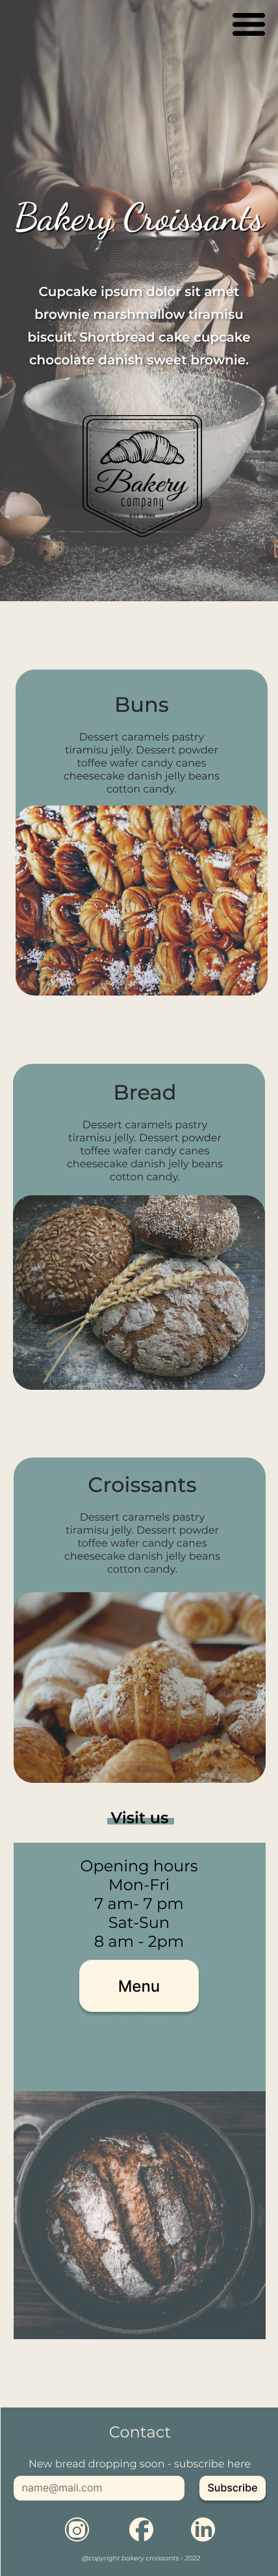 Bakery Croissants
Cupcake ipsum dolor sit amet
brownie marshmallow tiramisu
biscuit. Shortbread cake cupcake
chocolate danish sweet brownie.
Bakery
company
Buns
Dessert caramels pastry
tiramisu jelly. Dessert powder
toffee wafer candy canes
cheesecake danish jelly beans
cotton candy.
Bread
Dessert caramels pastry
tiramisu jelly. Dessert powder
toffee wafer candy canes
cheesecake danish jelly beans
cotton candy.
Croissants
Dessert caramels pastry
tiramisu jelly. Dessert powder
toffee wafer candy canes
cheesecake danish jelly beans
cotton candy.
Visit us
Opening hours
Mon-Fri
7 am- 7 pm
Sat-Sun
8 am - 2pm
Menu
Contact
New bread dropping soon - subscribe here
name@mail.com Subscribe
@copyright bakery croissants - 2022